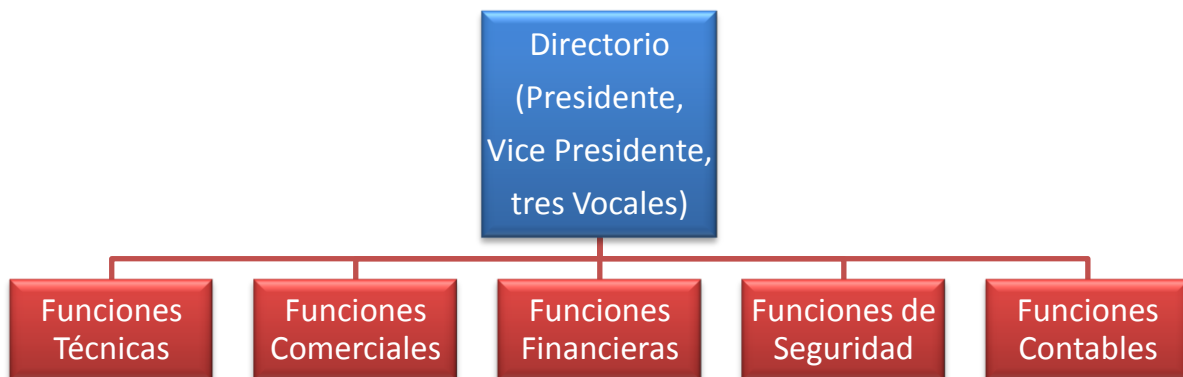 Directorio
(Presidente,
Vice Presidente,
tres Vocales)
Funciones
Técnicas
Funciones
Comerciales
Funciones
Financieras
Funciones de
Seguridad
Funciones
Contables